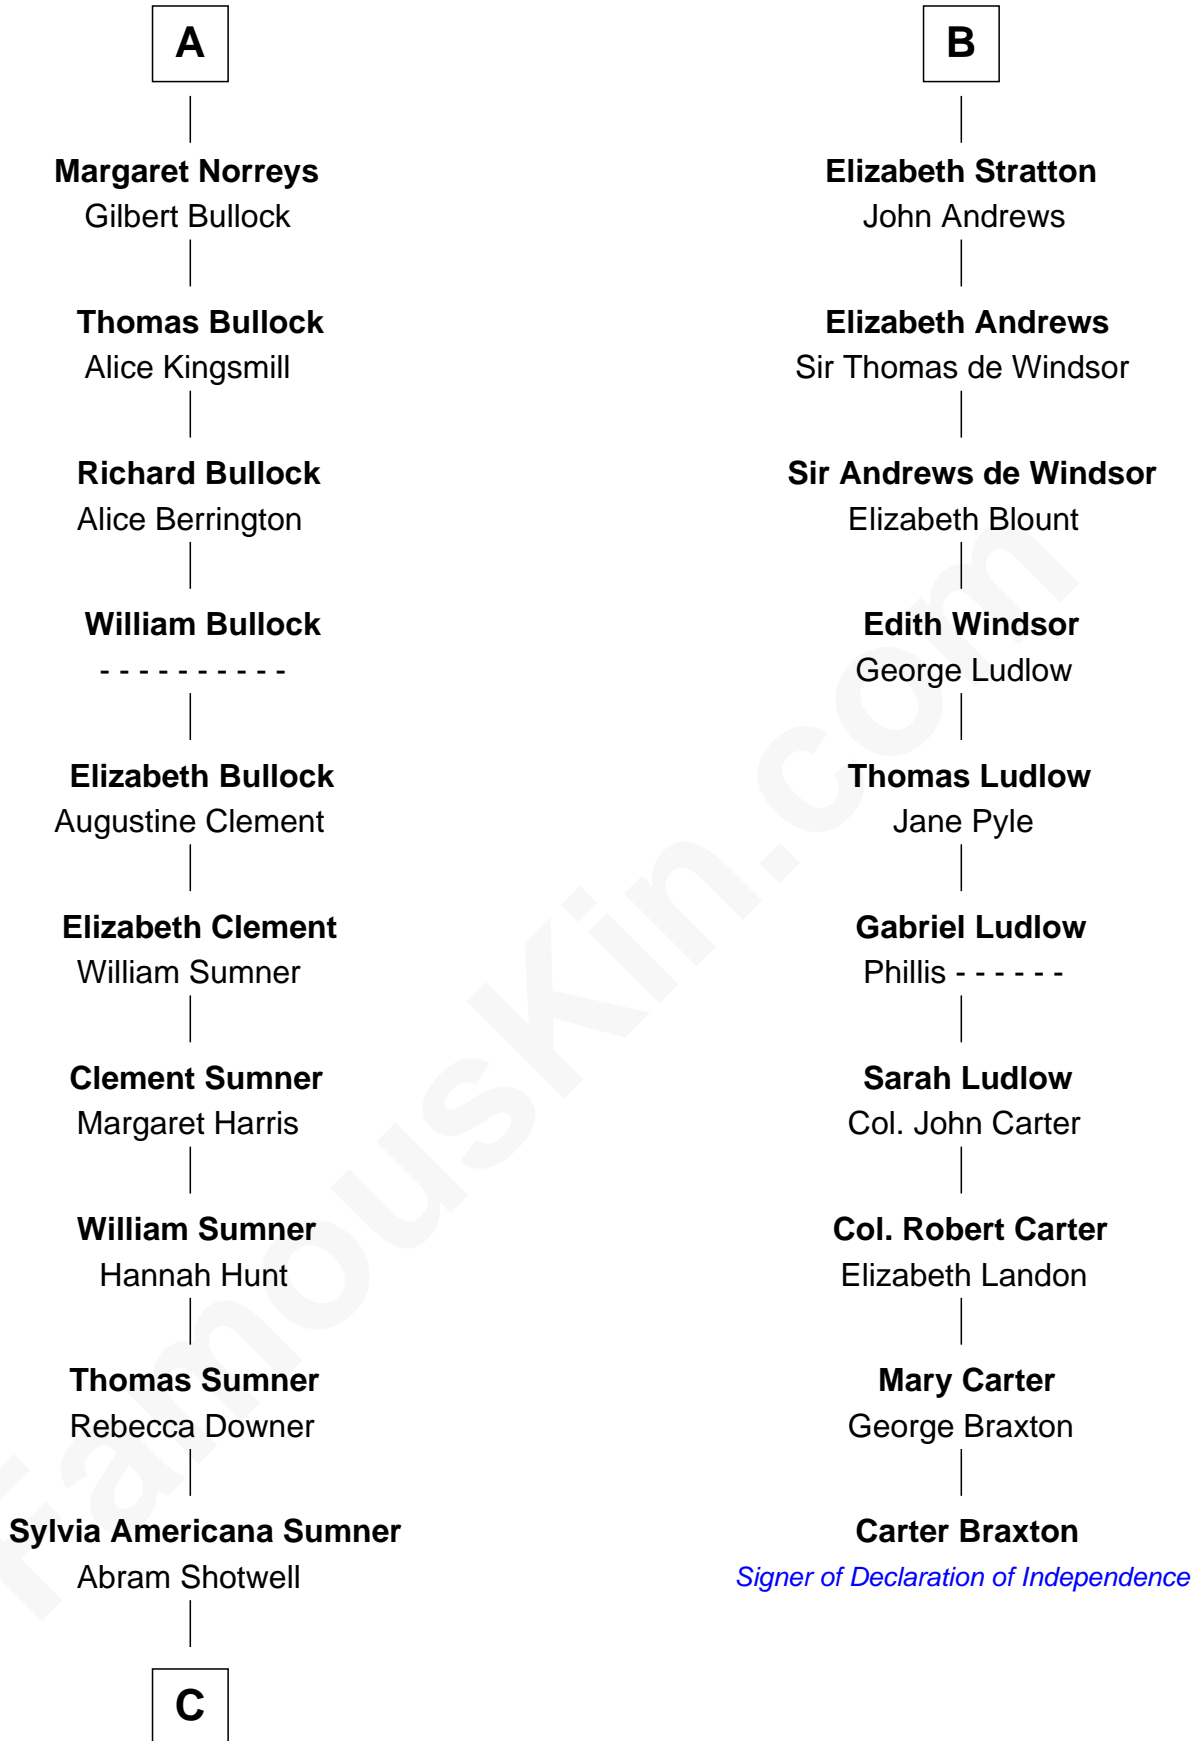 A
Margaret Norreys
Gilbert Bullock
Thomas Bullock
Alice Kingsmill
Richard Bullock
Alice Berrington
William Bullock
- - - - - - - - - -
Elizabeth Bullock
Augustine Clement
Elizabeth Clement
William Sumner
Clement Sumner
Margaret Harris
William Sumner
Hannah Hunt
Thomas Sumner
Rebecca Downer
Sylvia Americana Sumner
Abram Shotwell
C
B
Elizabeth Stratton
John Andrews
Elizabeth Andrews
Sir Thomas de Windsor
Sir Andrews de Windsor
Elizabeth Blount
Edith Windsor
George Ludlow
Thomas Ludlow
Jane Pyle
Gabriel Ludlow
Phillis - - - - - -
Sarah Ludlow
Col. John Carter
Col. Robert Carter
Elizabeth Landon
Mary Carter
George Braxton
Carter Braxton
Signer of Declaration of Independence
FamousKin.com